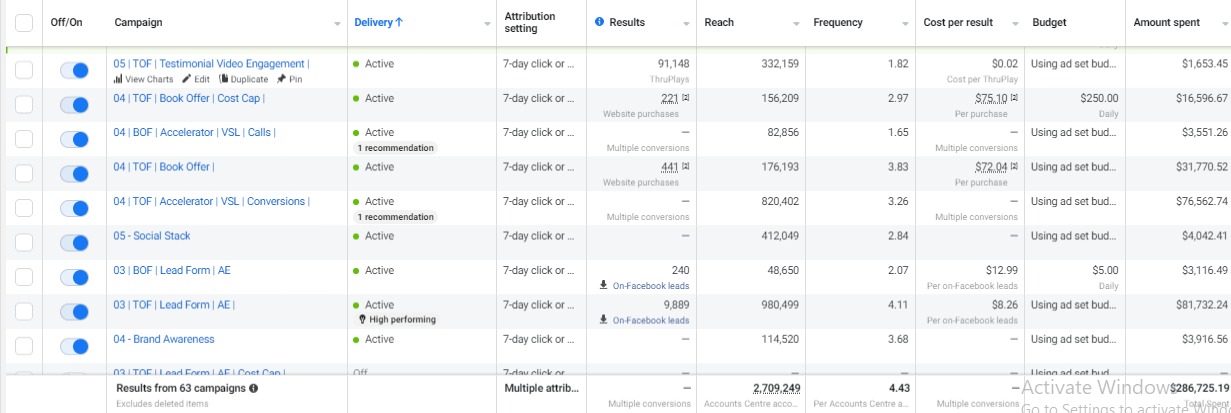 Off/On Campaign Delivery ↑ Attribution setting Results Reach Frequency Cost per result Budget Amount spent
05 | TOF | Testimonial Video Engagement | Active 7-day click or ... 91,148 332,159 1.82 $0.02 Using ad set bud... $1,653.45
View Charts Edit Duplicate Pin ThruPlays Cost per ThruPlay
04 | TOF | Book Offer | Cost Cap | Active 7-day click or ... 221 [2] 156,209 2.97 $75.10 [2] $250.00 $16,596.67
Website purchases Per purchase Daily
04 | BOF | Accelerator | VSL | Calls | Active 7-day click or ... — 82,856 1.65 — Using ad set bud... $3,551.26
1 recommendation Multiple conversions Multiple conversions
04 | TOF | Book Offer | Active 7-day click or ... 441 [2] 176,193 3.83 $72.04 [2] Using ad set bud... $31,770.52
Website purchases Per purchase
04 | TOF | Accelerator | VSL | Conversions | Active 7-day click or ... — 820,402 3.26 — Using ad set bud... $76,562.74
1 recommendation Multiple conversions Multiple conversions
05 - Social Stack Active 7-day click or ... — 412,049 2.84 — Using ad set bud... $4,042.41
03 | BOF | Lead Form | AE Active 7-day click or ... 240 48,650 2.07 $12.99 $5.00 $3,116.49
On-Facebook leads Per on-Facebook leads Daily
03 | TOF | Lead Form | AE | Active 7-day click or ... 9,889 980,499 4.11 $8.26 Using ad set bud... $81,732.24
High performing On-Facebook leads Per on-Facebook leads
04 - Brand Awareness Active 7-day click or ... — 114,520 3.68 — Using ad set bud... $3,916.56
03 | TOF | Lead Form | AE | Cost Cap | Off 7-day click or ... — — — — Using ad set bud...
Results from 63 campaigns Multiple attrib... — 2,709,249 4.43 — $286,725.19
Excludes deleted items Multiple conversions Accounts Centre acco... Per Accounts Centre a... Multiple conversions Total Spent
Activate Windows
Go to Settings to activate Wind